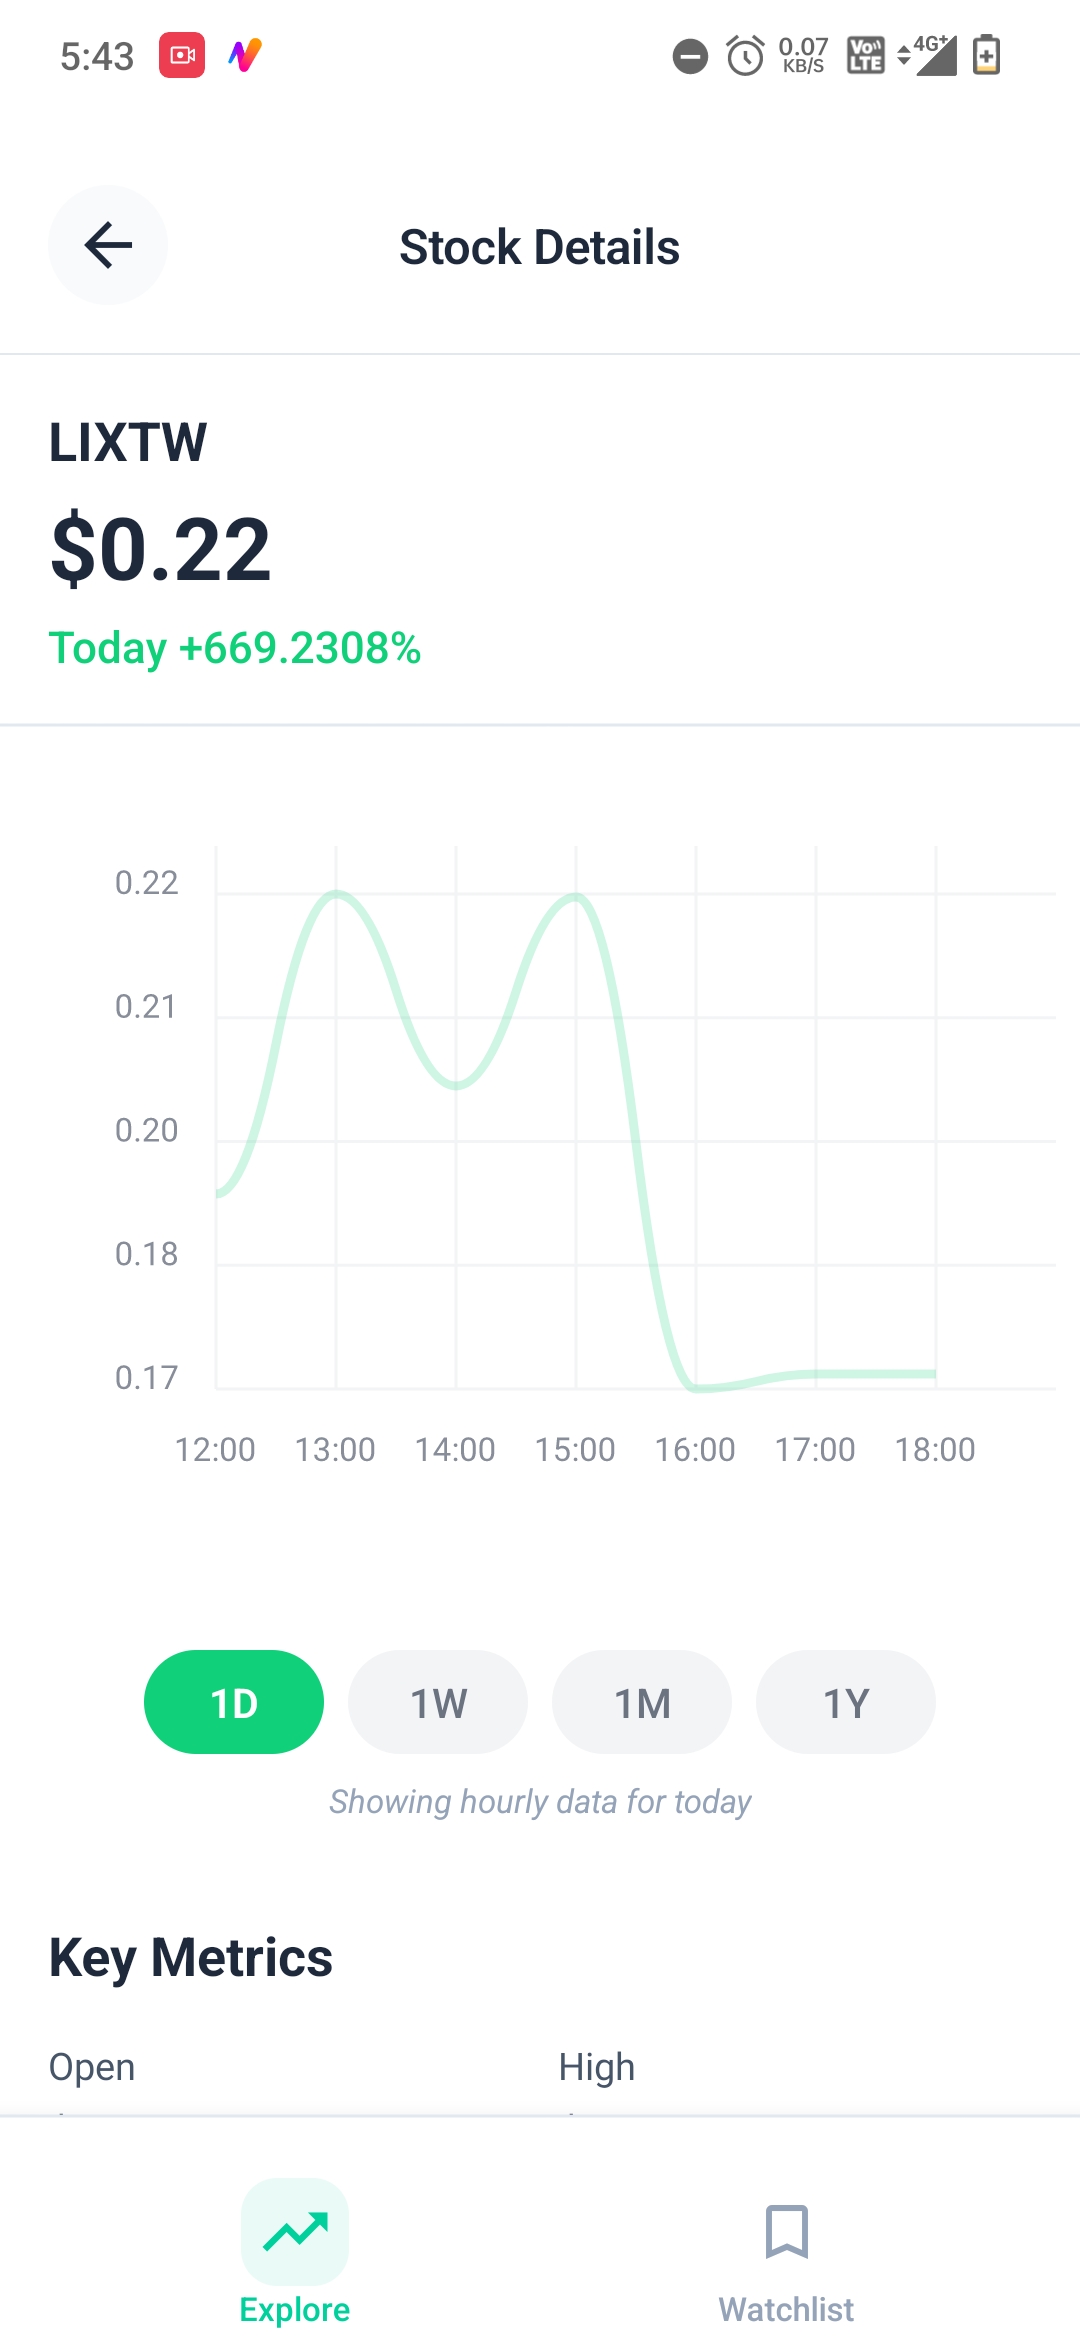 5:43
0.07
KB/S
Vo
LTE
4G+
Stock Details
LIXTW
$0.22
Today +669.2308%
0.22
0.21
0.20
0.18
0.17
12:00 13:00 14:00 15:00 16:00 17:00 18:00
1D 1W 1M 1Y
Showing hourly data for today
Key Metrics
Open High
Explore Watchlist